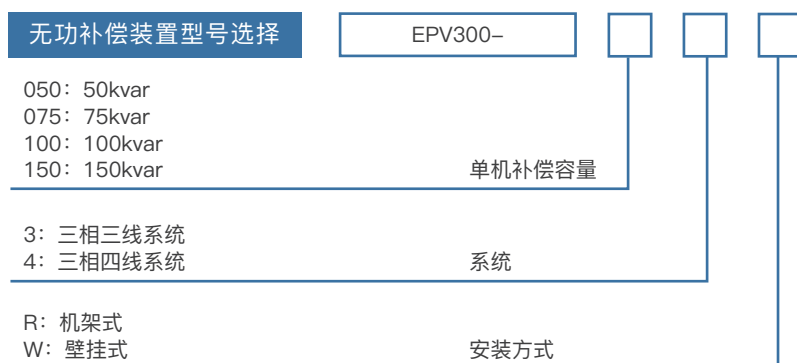 无功补偿装置型号选择 EPV300-
050：50kvar
075：75kvar
100：100kvar
150：150kvar 单机补偿容量
3：三相三线系统
4：三相四线系统 系统
R：机架式
W：壁挂式 安装方式